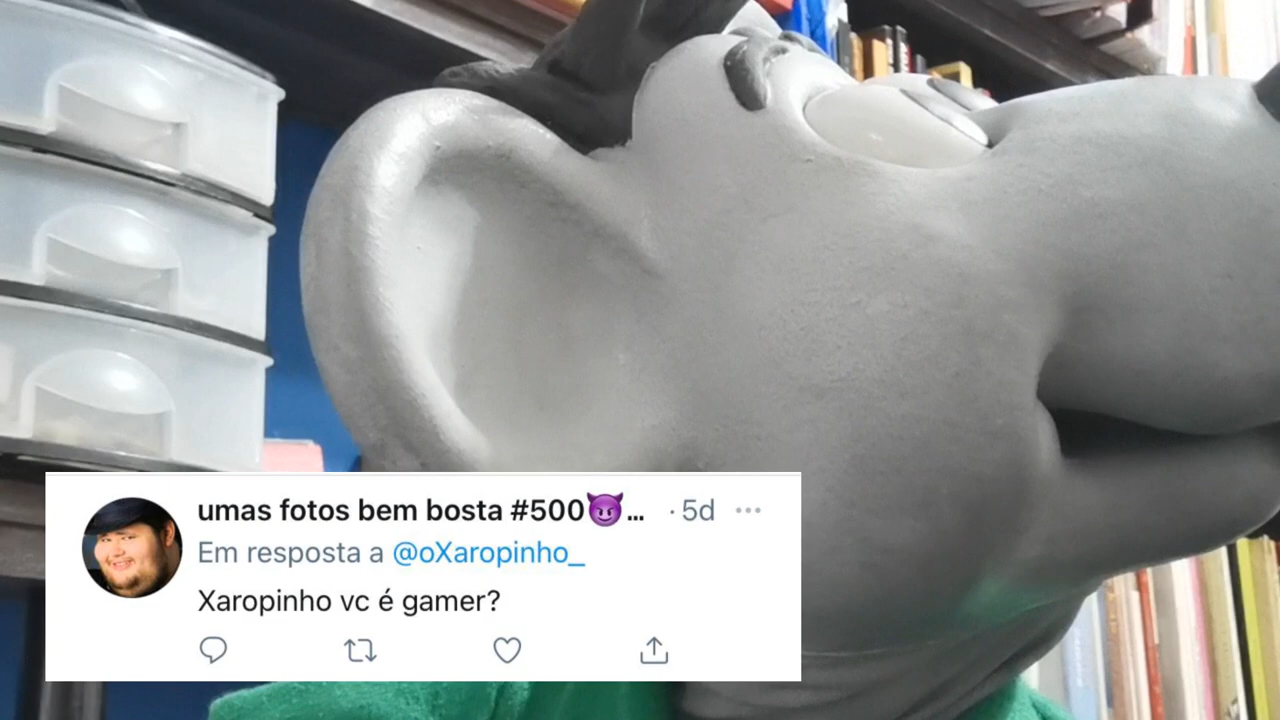 umas fotos bem bosta #500😈... · 5d
Em resposta a @oXaropinho_
Xaropinho vc é gamer?